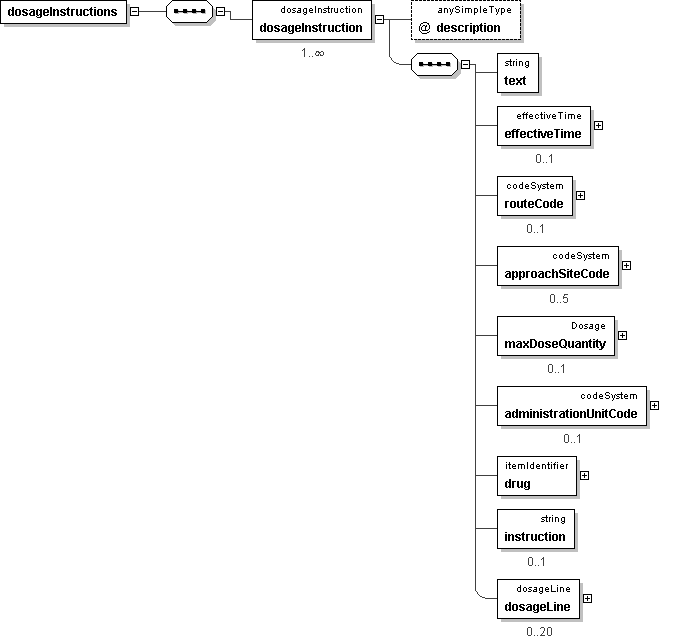 dosageInstructions
dosageInstruction
dosageInstruction
1..∞
anySimpleType
@ description
string
text
effectiveTime
effectiveTime
0..1
codeSystem
routeCode
0..1
codeSystem
approachSiteCode
0..5
Dosage
maxDoseQuantity
0..1
codeSystem
administrationUnitCode
0..1
itemIdentifier
drug
string
instruction
0..1
dosageLine
dosageLine
0..20